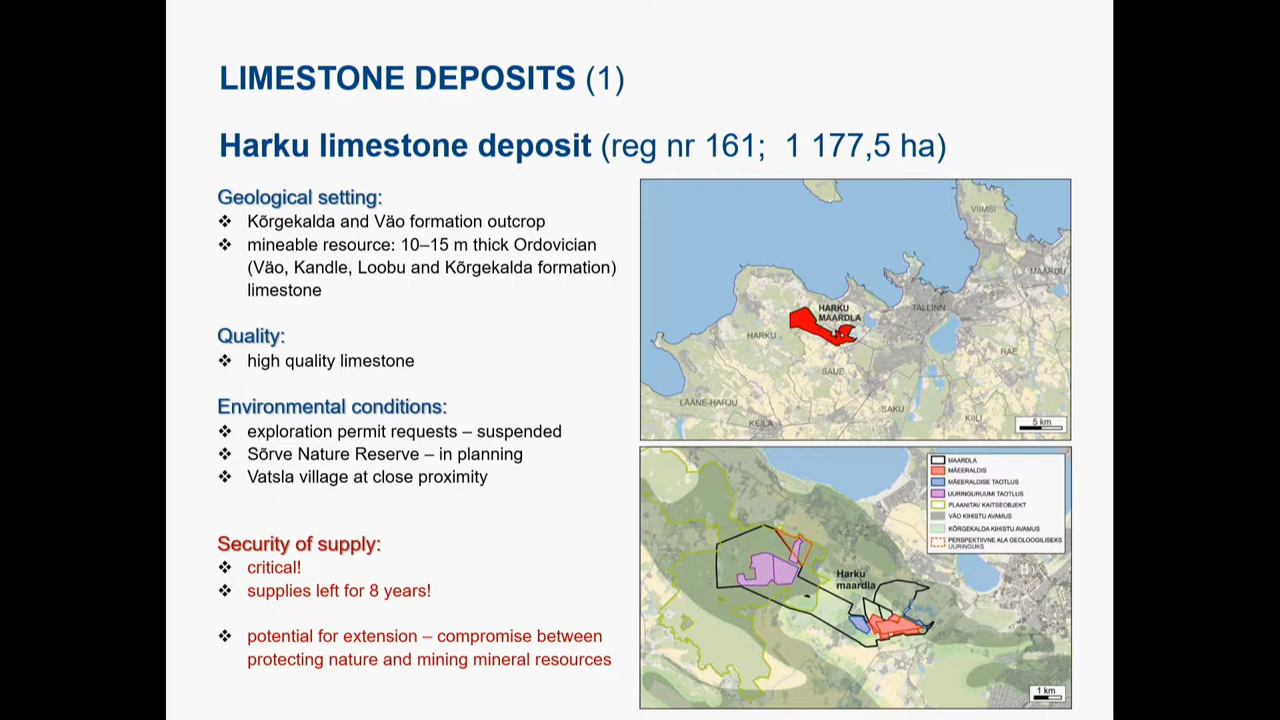 LIMESTONE DEPOSITS (1)
Harku limestone deposit (reg nr 161;  1 177,5 ha)
Geological setting:
❖ Kõrgekalda and Väo formation outcrop
❖ mineable resource: 10–15 m thick Ordovician
(Väo, Kandle, Loobu and Kõrgekalda formation)
limestone
Quality:
❖ high quality limestone
Environmental conditions:
❖ exploration permit requests – suspended
❖ Sõrve Nature Reserve – in planning
❖ Vatsla village at close proximity
Security of supply:
❖ critical!
❖ supplies left for 8 years!
❖ potential for extension – compromise between
protecting nature and mining mineral resources
VIIMSI
MAARDU
HARKU
MAARDLA
TALLINN
HARKU
RAE
SAUE
LÄÄNE-HARJU
SAKU
KIILI
KEILA
5 km
MAARDLA
MÄEERALDIS
MÄEERALDISE TAOTLUS
UURINGURUUMI TAOTLUS
PLAANITAV KAITSEOBJEKT
VÄO KIHISTU AVAMUS
KÕRGEKALDA KIHISTU AVAMUS
PERSPEKTIIVNE ALA GEOLOOGILISEKS
UURINGUKS
Harku
maardla
1 km